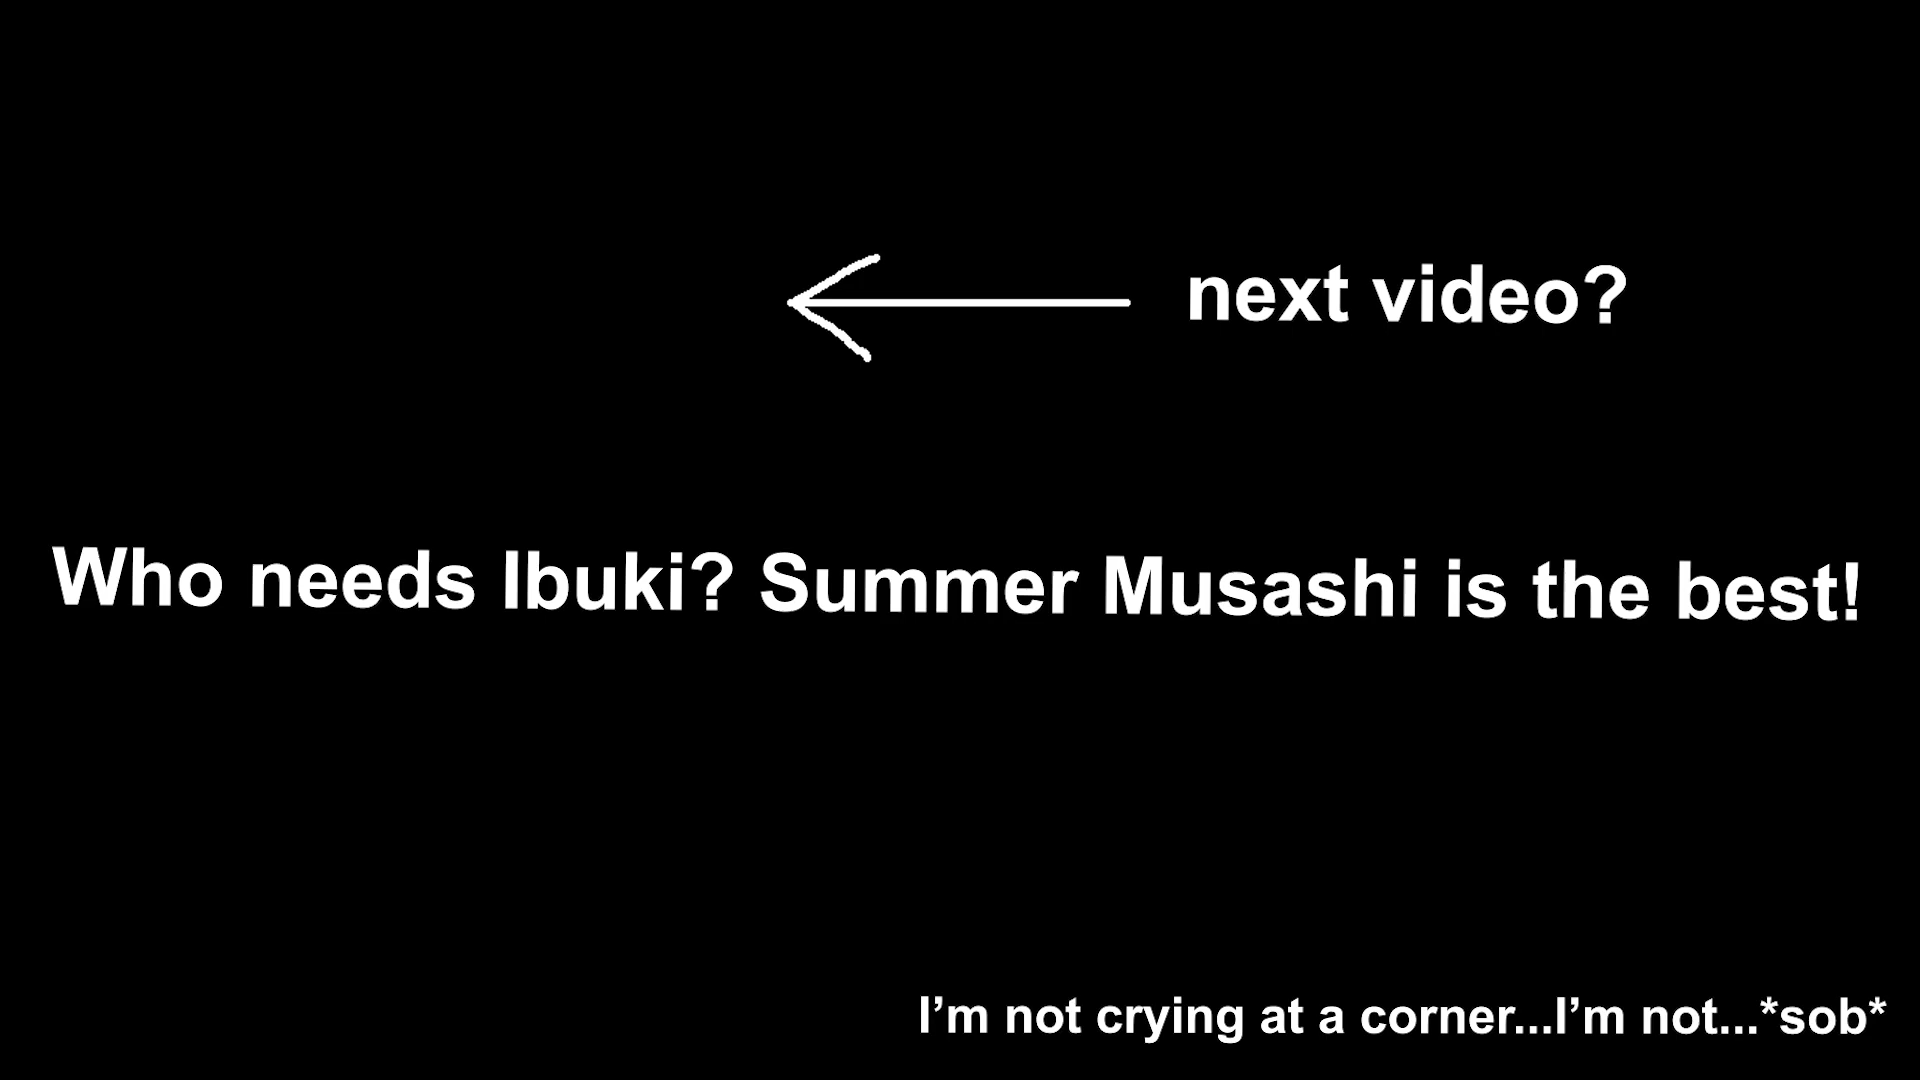 next video?
Who needs Ibuki? Summer Musashi is the best!
I’m not crying at a corner...I’m not...*sob*